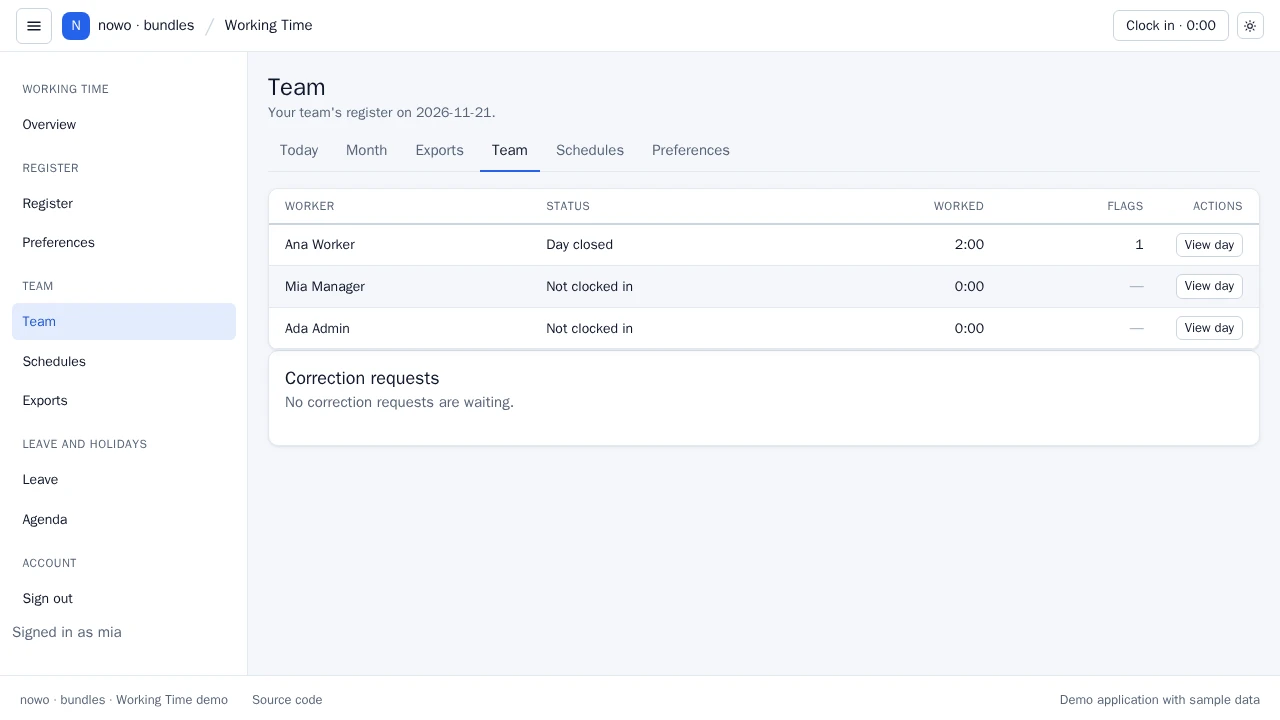 N nowo · bundles / Working Time
Clock in · 0:00
WORKING TIME
Overview
REGISTER
Register
Preferences
TEAM
Team
Schedules
Exports
LEAVE AND HOLIDAYS
Leave
Agenda
ACCOUNT
Sign out
Signed in as mia
Team
Your team's register on 2026-11-21.
Today Month Exports Team Schedules Preferences
WORKER STATUS WORKED FLAGS ACTIONS
Ana Worker Day closed 2:00 1 View day
Mia Manager Not clocked in 0:00 — View day
Ada Admin Not clocked in 0:00 — View day
Correction requests
No correction requests are waiting.
nowo · bundles · Working Time demo Source code Demo application with sample data